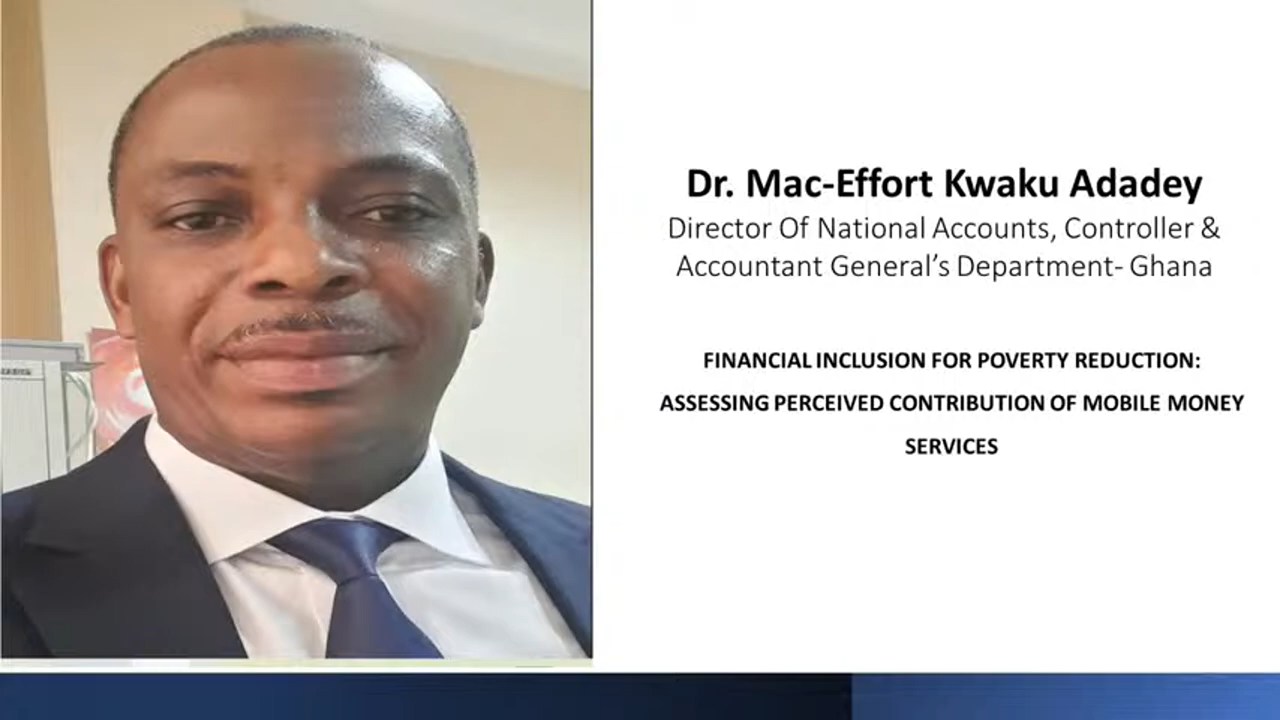 Dr. Mac-Effort Kwaku Adadey
Director Of National Accounts, Controller &
Accountant General's Department- Ghana
FINANCIAL INCLUSION FOR POVERTY REDUCTION:
ASSESSING PERCEIVED CONTRIBUTION OF MOBILE MONEY
SERVICES